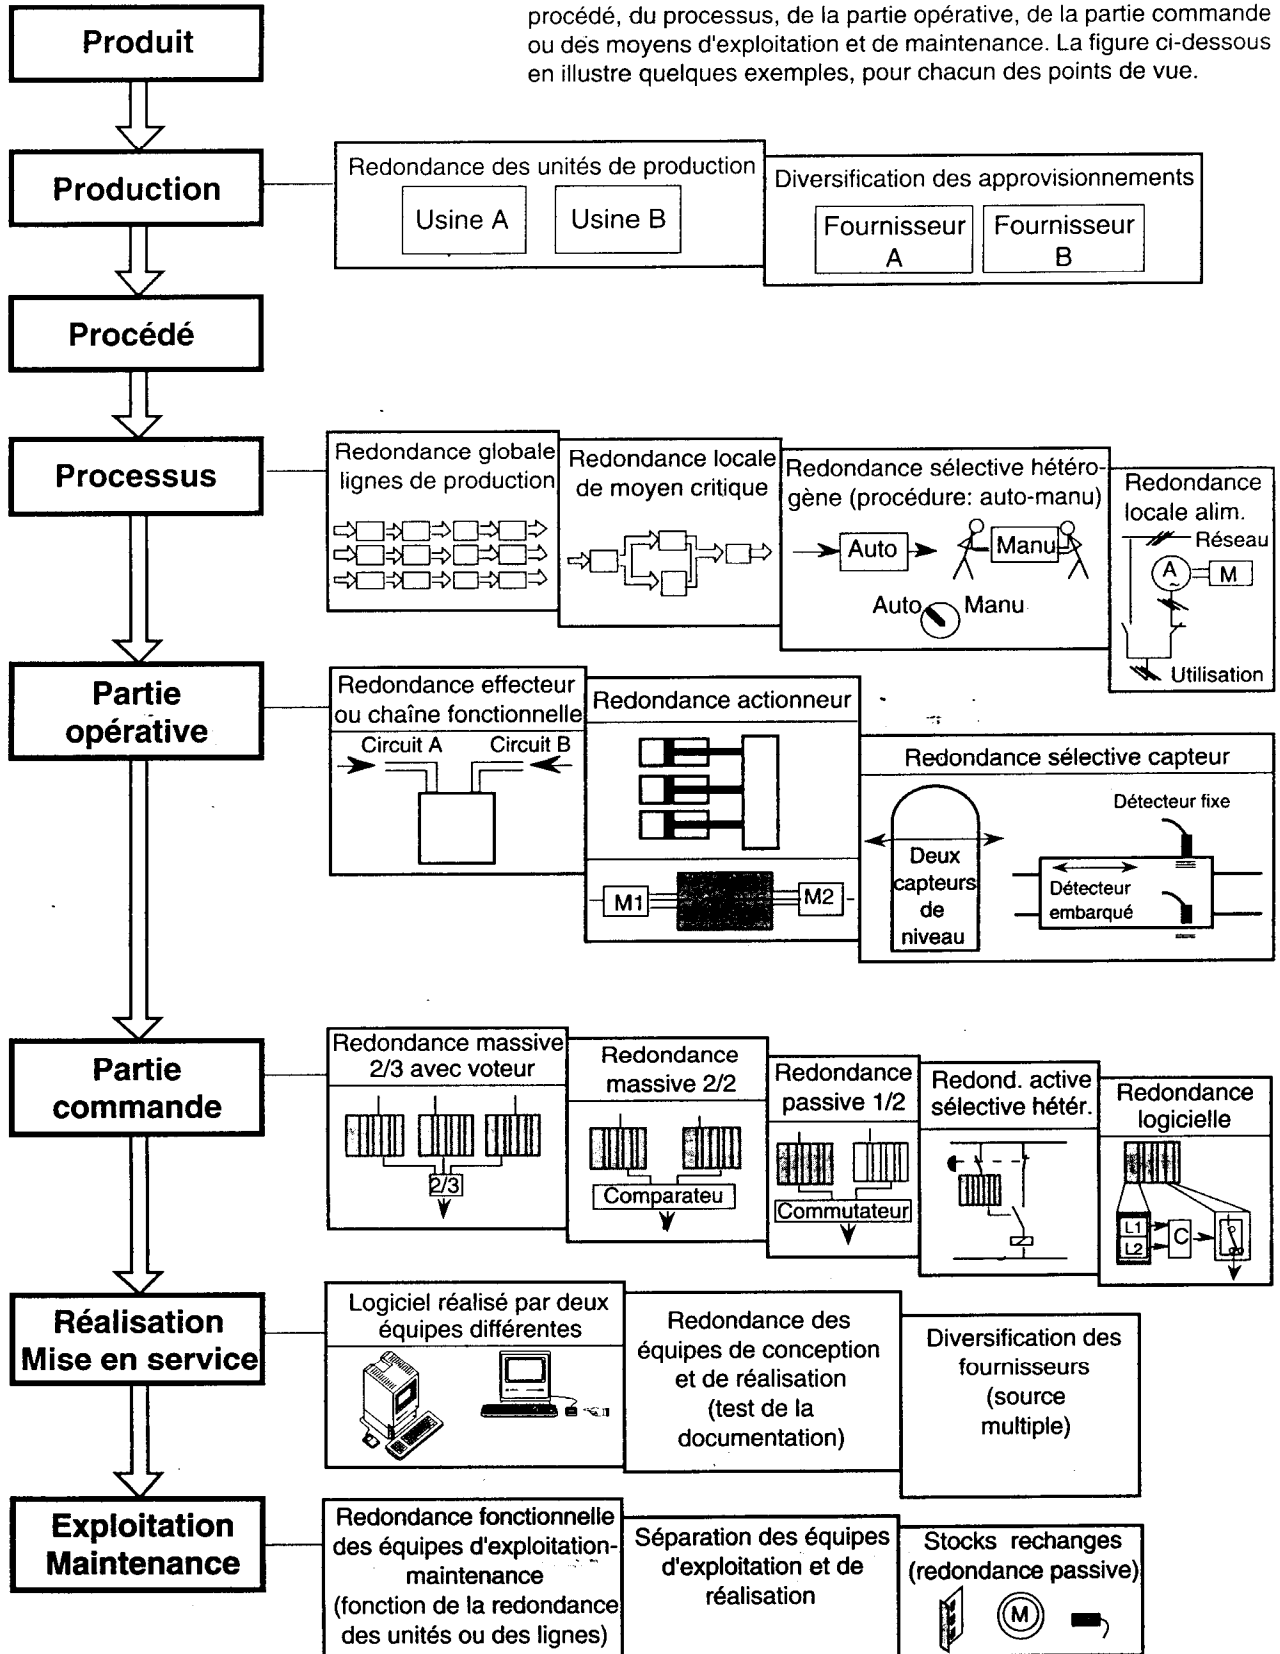 procédé, du processus, de la partie opérative, de la partie commande
ou des moyens d'exploitation et de maintenance. La figure ci-dessous
en illustre quelques exemples, pour chacun des points de vue.
Produit
Production
Redondance des unités de production
Usine A
Usine B
Diversification des approvisionnements
Fournisseur
A
Fournisseur
B
Procédé
Processus
Redondance globale
lignes de production
Redondance locale
de moyen critique
Redondance sélective hétéro-
gène (procédure: auto-manu)
Auto
Manu
Auto
Manu
Redondance
locale alim.
Réseau
A
~
M
Utilisation
Partie
opérative
Redondance effecteur
ou chaîne fonctionnelle
Circuit A
Circuit B
Redondance actionneur
M1
M2
Redondance sélective capteur
Deux
capteurs
de
niveau
Détecteur fixe
Détecteur
embarqué
Partie
commande
Redondance massive
2/3 avec voteur
2/3
Redondance
massive 2/2
Comparateu
Redondance
passive 1/2
Commutateur
Redond. active
sélective hétér.
Redondance
logicielle
L1
L2
C
Réalisation
Mise en service
Logiciel réalisé par deux
équipes différentes
Redondance des
équipes de conception
et de réalisation
(test de la
documentation)
Diversification des
fournisseurs
(source
multiple)
Exploitation
Maintenance
Redondance fonctionnelle
des équipes d'exploitation-
maintenance
(fonction de la redondance
des unités ou des lignes)
Séparation des équipes
d'exploitation et de
réalisation
Stocks rechanges
(redondance passive)
M